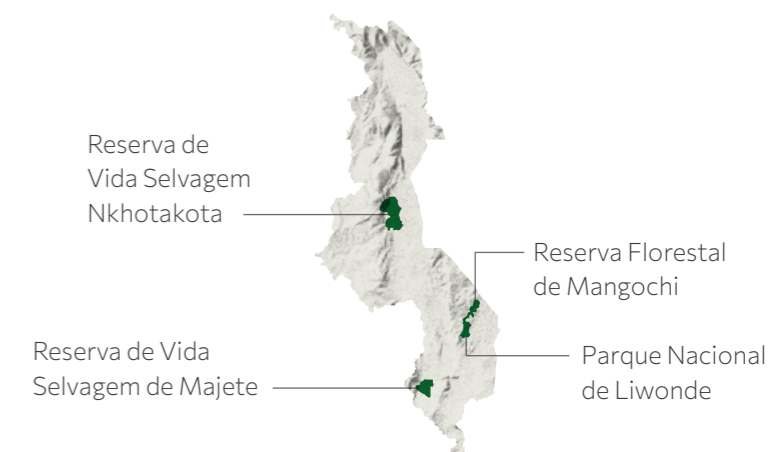 Reserva de
Vida Selvagem
Nkhotakota
Reserva Florestal
de Mangochi
Reserva de Vida
Selvagem de Majete
Parque Nacional
de Liwonde